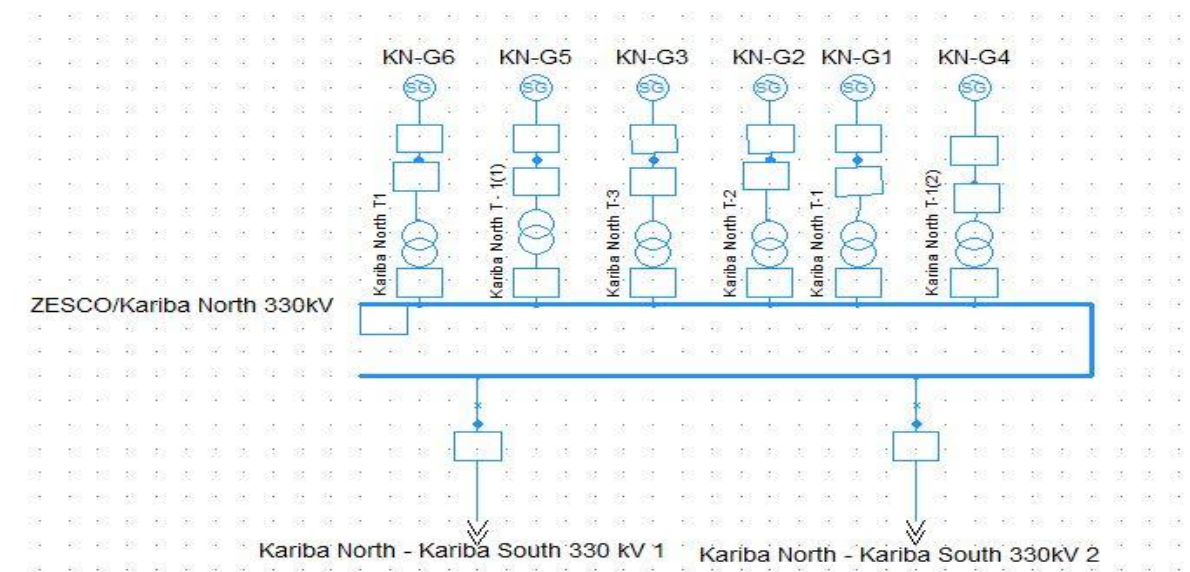 KN-G6 KN-G5 KN-G3 KN-G2 KN-G1 KN-G4
SG SG SG SG SG SG
Kariba North T1
Kariba North T - 1(1)
Kariba North T-3
Kariba North T-2
Kariba North T-1
Karina North T-1(2)
ZESCO/Kariba North 330kV
Kariba North - Kariba South 330 kV 1
Kariba North - Kariba South 330kV 2